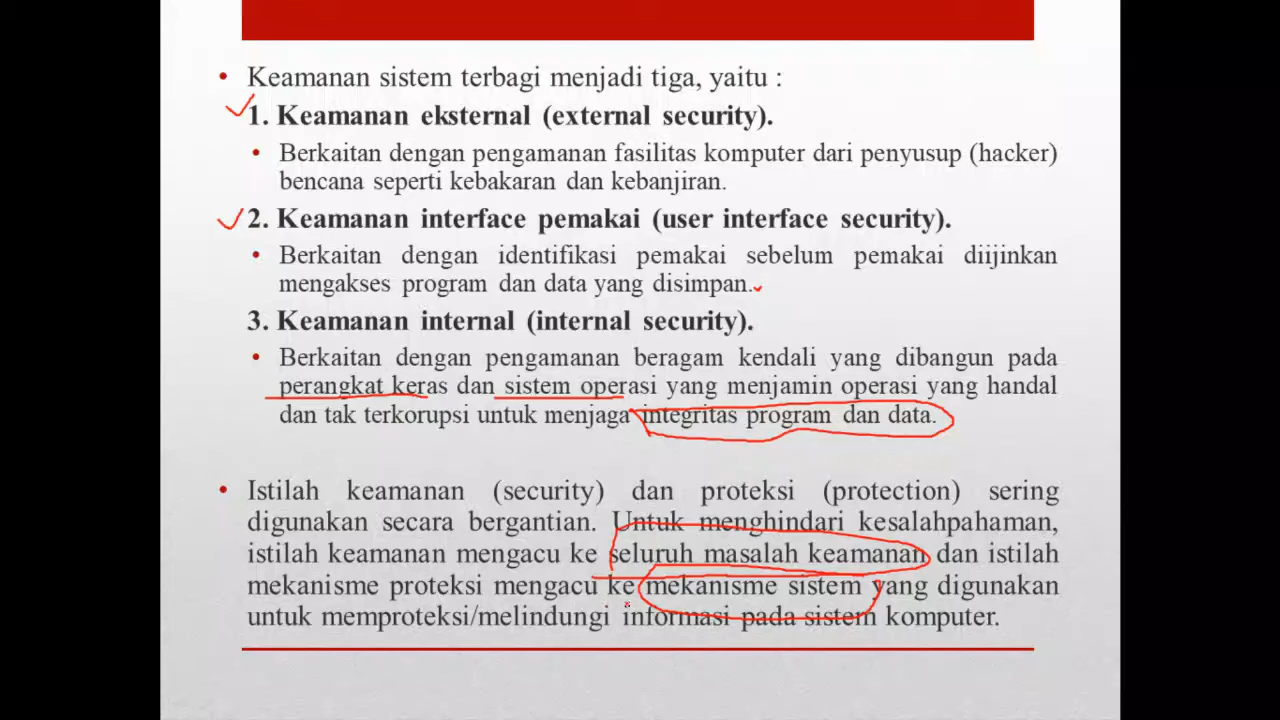 • Keamanan sistem terbagi menjadi tiga, yaitu :
1. Keamanan eksternal (external security).
• Berkaitan dengan pengamanan fasilitas komputer dari penyusup (hacker)
bencana seperti kebakaran dan kebanjiran.
2. Keamanan interface pemakai (user interface security).
• Berkaitan dengan identifikasi pemakai sebelum pemakai diijinkan
mengakses program dan data yang disimpan.
3. Keamanan internal (internal security).
• Berkaitan dengan pengamanan beragam kendali yang dibangun pada
perangkat keras dan sistem operasi yang menjamin operasi yang handal
dan tak terkorupsi untuk menjaga integritas program dan data.
• Istilah keamanan (security) dan proteksi (protection) sering
digunakan secara bergantian. Untuk menghindari kesalahpahaman,
istilah keamanan mengacu ke seluruh masalah keamanan dan istilah
mekanisme proteksi mengacu ke mekanisme sistem yang digunakan
untuk memproteksi/melindungi informasi pada sistem komputer.